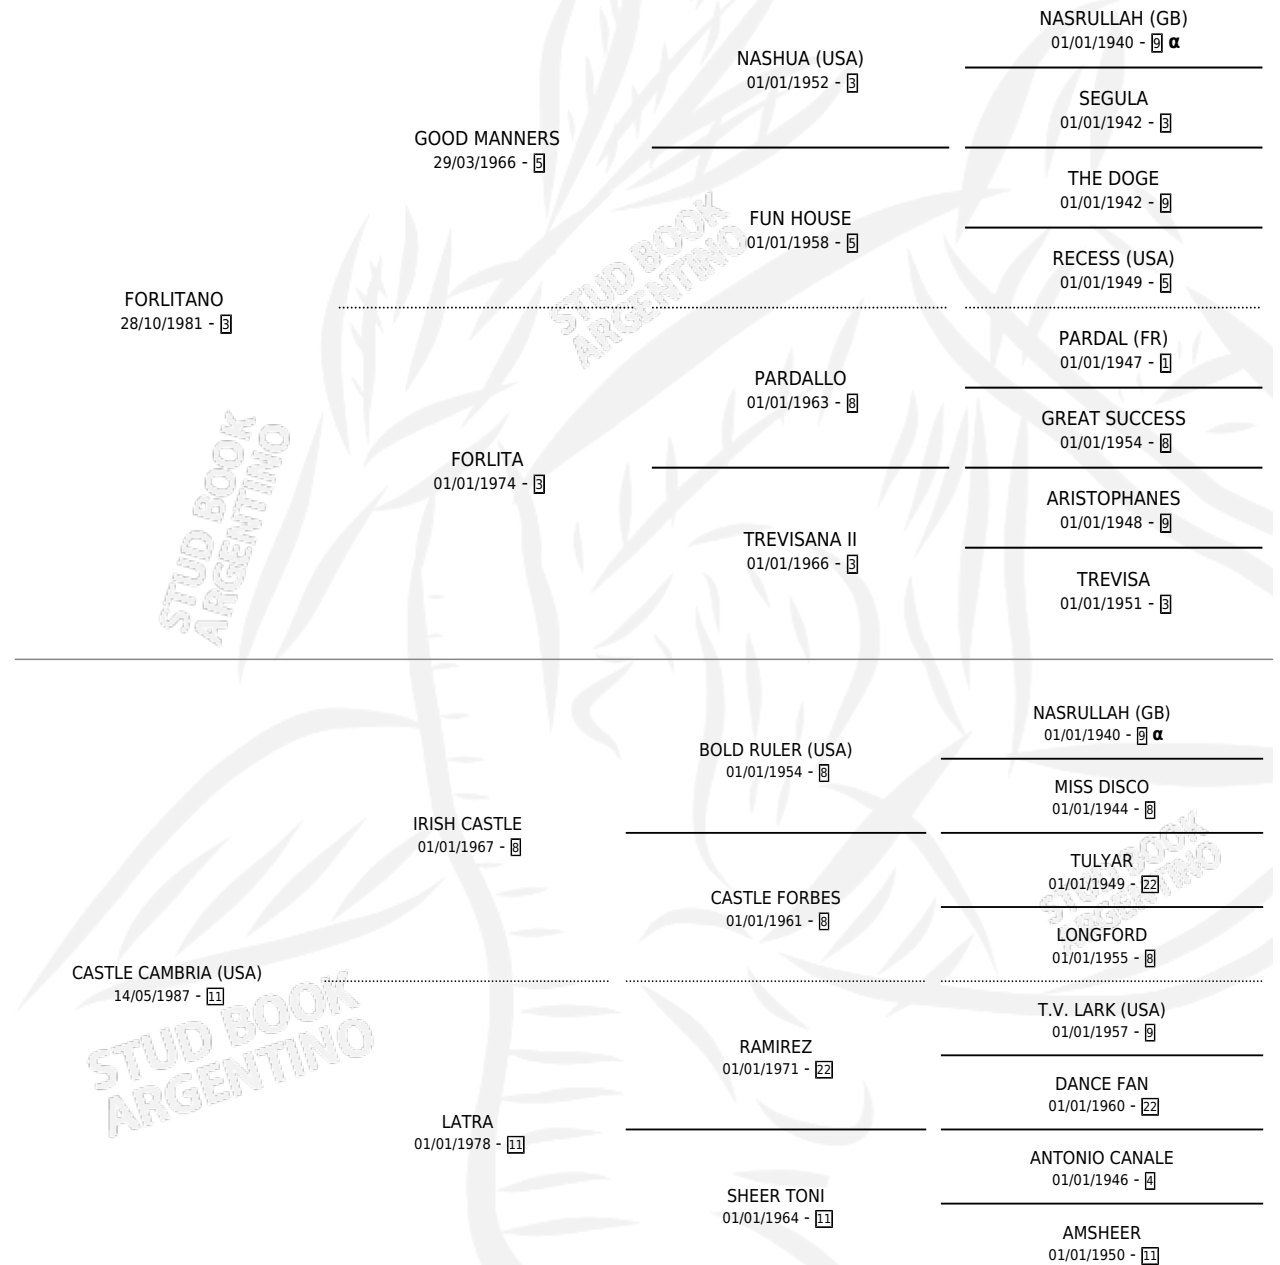 NASRULLAH (GB)
01/01/1940 - 9 α
NASHUA (USA)
01/01/1952 - 3
SEGULA
01/01/1942 - 3
GOOD MANNERS
29/03/1966 - 5
THE DOGE
01/01/1942 - 9
FUN HOUSE
01/01/1958 - 5
RECESS (USA)
01/01/1949 - 5
FORLITANO
28/10/1981 - 3
PARDAL (FR)
01/01/1947 - 1
PARDALLO
01/01/1963 - 8
GREAT SUCCESS
01/01/1954 - 8
FORLITA
01/01/1974 - 3
ARISTOPHANES
01/01/1948 - 9
TREVISANA II
01/01/1966 - 3
TREVISA
01/01/1951 - 3
NASRULLAH (GB)
01/01/1940 - 9 α
BOLD RULER (USA)
01/01/1954 - 8
MISS DISCO
01/01/1944 - 8
IRISH CASTLE
01/01/1967 - 8
TULYAR
01/01/1949 - 22
CASTLE FORBES
01/01/1961 - 8
LONGFORD
01/01/1955 - 8
CASTLE CAMBRIA (USA)
14/05/1987 - 11
T.V. LARK (USA)
01/01/1957 - 9
RAMIREZ
01/01/1971 - 22
DANCE FAN
01/01/1960 - 22
LATRA
01/01/1978 - 11
ANTONIO CANALE
01/01/1946 - 4
SHEER TONI
01/01/1964 - 11
AMSHEER
01/01/1950 - 11
STUD BOOK
ARGENTINO
STUD BOOK
ARGENTINO
STUD BOOK
ARGENTINO
STUD BOOK
ARGENTINO